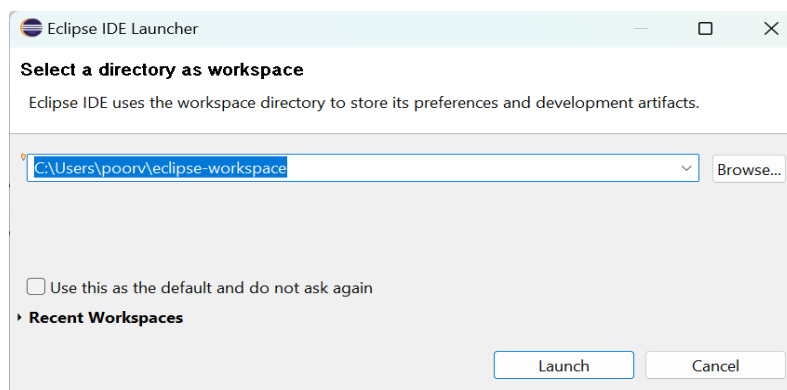 Eclipse IDE Launcher
Select a directory as workspace
Eclipse IDE uses the workspace directory to store its preferences and development artifacts.
C:\Users\poorv\eclipse-workspace
Browse...
Use this as the default and do not ask again
Recent Workspaces
Launch Cancel